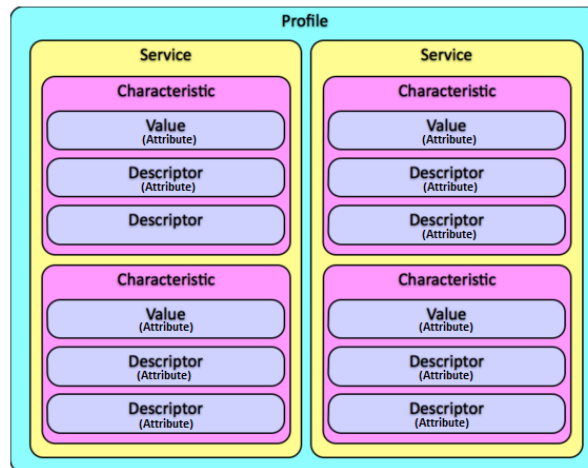 Profile
Service
Characteristic
Value
(Attribute)
Descriptor
(Attribute)
Descriptor
Characteristic
Value
(Attribute)
Descriptor
(Attribute)
Descriptor
(Attribute)
Service
Characteristic
Value
(Attribute)
Descriptor
(Attribute)
Descriptor
(Attribute)
Characteristic
Value
(Attribute)
Descriptor
(Attribute)
Descriptor
(Attribute)